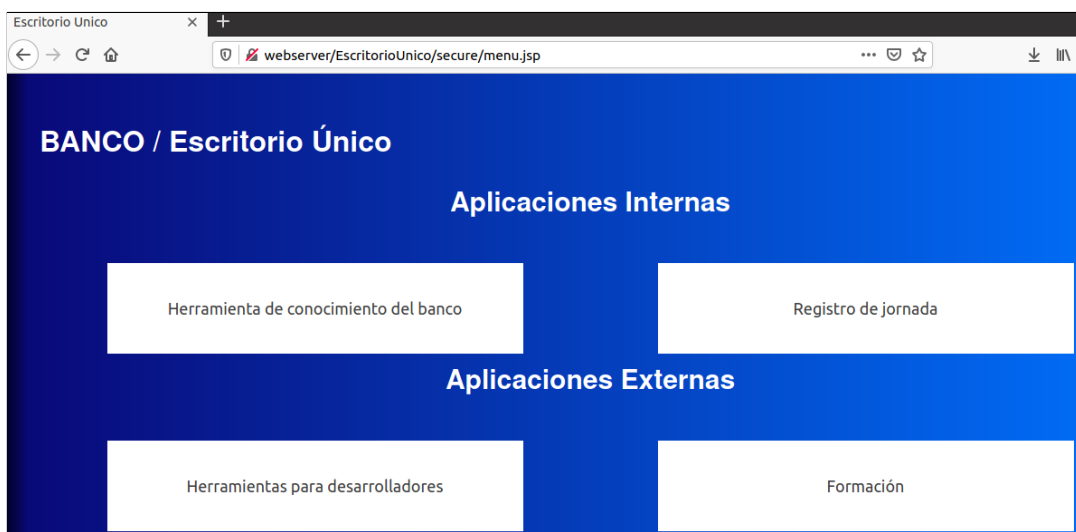 Escritorio Unico
webserver/EscritorioUnico/secure/menu.jsp
BANCO / Escritorio Único
Aplicaciones Internas
Herramienta de conocimiento del banco
Registro de jornada
Aplicaciones Externas
Herramientas para desarrolladores
Formación